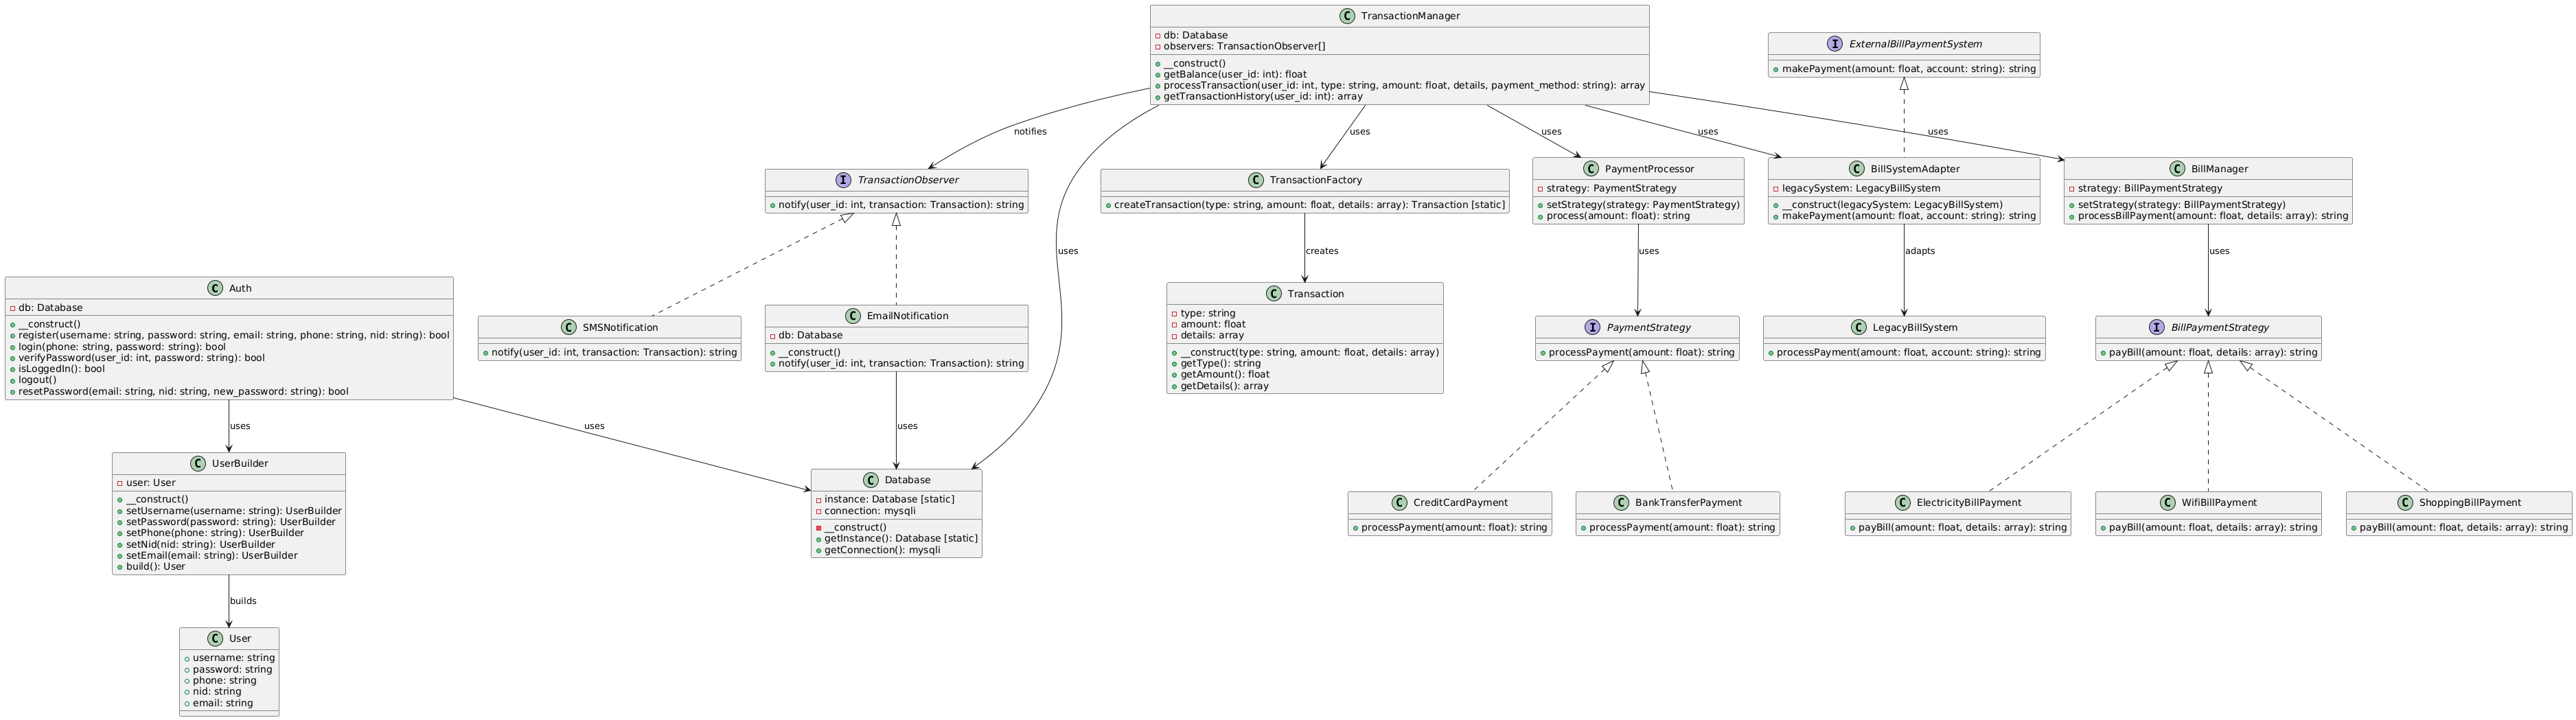 TransactionManager
db: Database
observers: TransactionObserver[]
__construct()
getBalance(user_id: int): float
processTransaction(user_id: int, type: string, amount: float, details, payment_method: string): array
getTransactionHistory(user_id: int): array
ExternalBillPaymentSystem
makePayment(amount: float, account: string): string
notifies
uses
uses
uses
uses
TransactionObserver
notify(user_id: int, transaction: Transaction): string
TransactionFactory
createTransaction(type: string, amount: float, details: array): Transaction [static]
PaymentProcessor
strategy: PaymentStrategy
setStrategy(strategy: PaymentStrategy)
process(amount: float): string
BillSystemAdapter
legacySystem: LegacyBillSystem
__construct(legacySystem: LegacyBillSystem)
makePayment(amount: float, account: string): string
BillManager
strategy: BillPaymentStrategy
setStrategy(strategy: BillPaymentStrategy)
processBillPayment(amount: float, details: array): string
uses
creates
uses
adapts
uses
Auth
db: Database
__construct()
register(username: string, password: string, email: string, phone: string, nid: string): bool
login(phone: string, password: string): bool
verifyPassword(user_id: int, password: string): bool
isLoggedIn(): bool
logout()
resetPassword(email: string, nid: string, new_password: string): bool
SMSNotification
notify(user_id: int, transaction: Transaction): string
EmailNotification
db: Database
__construct()
notify(user_id: int, transaction: Transaction): string
Transaction
type: string
amount: float
details: array
__construct(type: string, amount: float, details: array)
getType(): string
getAmount(): float
getDetails(): array
PaymentStrategy
processPayment(amount: float): string
LegacyBillSystem
processPayment(amount: float, account: string): string
BillPaymentStrategy
payBill(amount: float, details: array): string
uses
uses
uses
UserBuilder
user: User
__construct()
setUsername(username: string): UserBuilder
setPassword(password: string): UserBuilder
setPhone(phone: string): UserBuilder
setNid(nid: string): UserBuilder
setEmail(email: string): UserBuilder
build(): User
Database
instance: Database [static]
connection: mysqli
__construct()
getInstance(): Database [static]
getConnection(): mysqli
CreditCardPayment
processPayment(amount: float): string
BankTransferPayment
processPayment(amount: float): string
ElectricityBillPayment
payBill(amount: float, details: array): string
WifiBillPayment
payBill(amount: float, details: array): string
ShoppingBillPayment
payBill(amount: float, details: array): string
builds
User
username: string
password: string
phone: string
nid: string
email: string